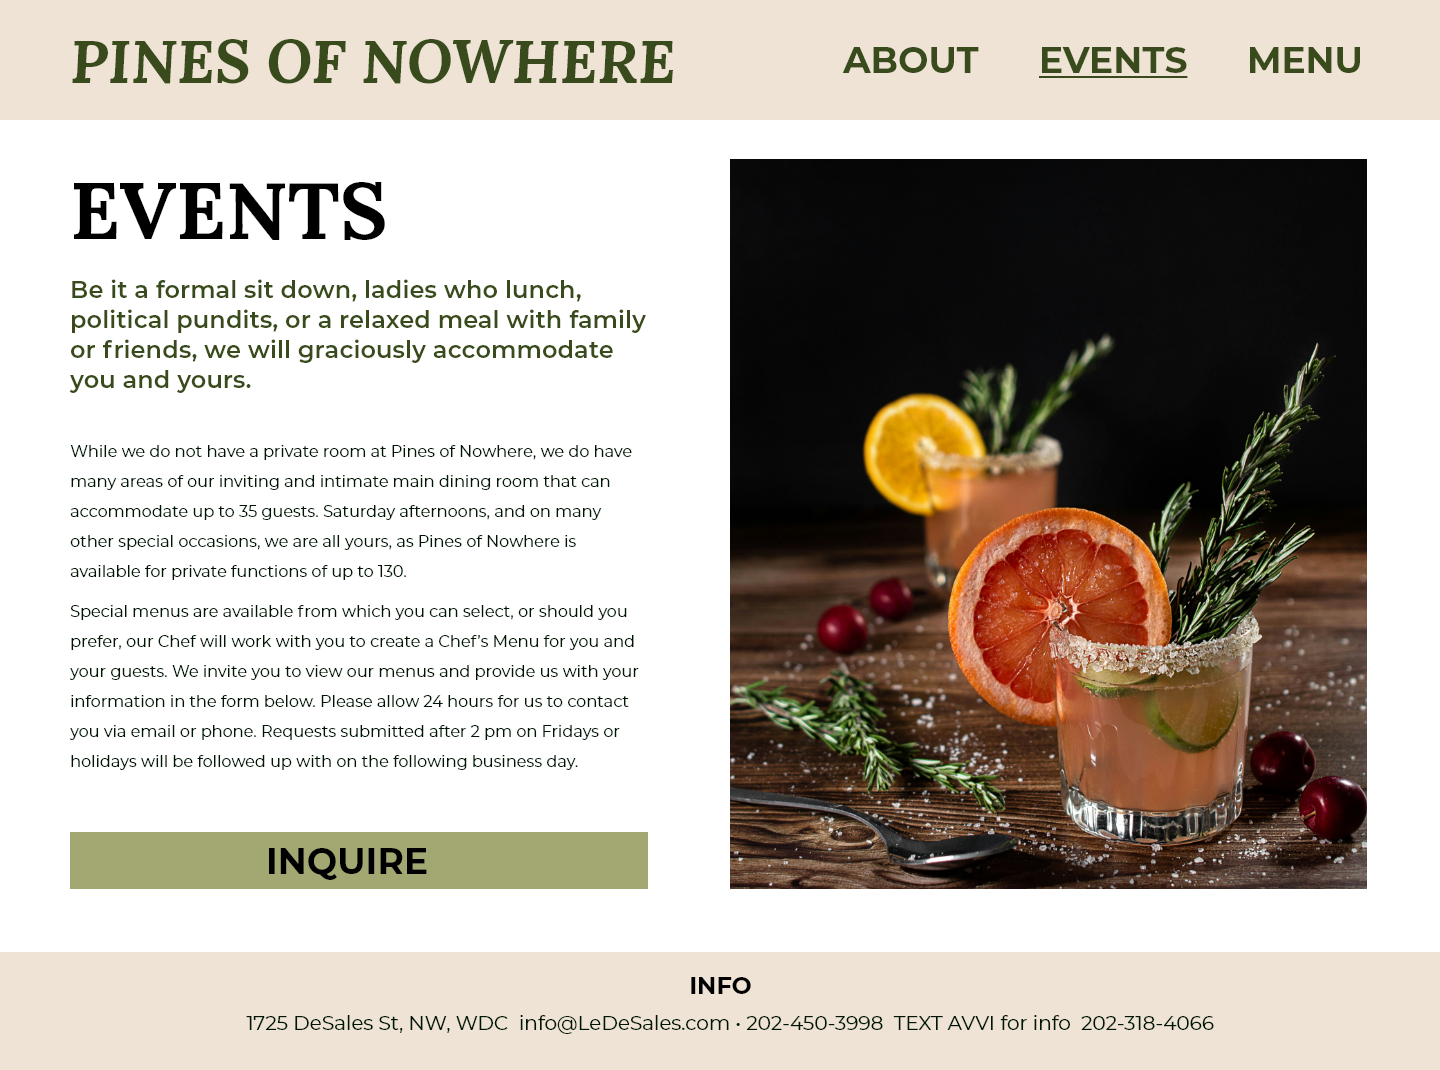 PINES OF NOWHERE
ABOUT EVENTS MENU
EVENTS
Be it a formal sit down, ladies who lunch,
political pundits, or a relaxed meal with family
or friends, we will graciously accommodate
you and yours.
While we do not have a private room at Pines of Nowhere, we do have
many areas of our inviting and intimate main dining room that can
accommodate up to 35 guests. Saturday afternoons, and on many
other special occasions, we are all yours, as Pines of Nowhere is
available for private functions of up to 130.
Special menus are available from which you can select, or should you
prefer, our Chef will work with you to create a Chef's Menu for you and
your guests. We invite you to view our menus and provide us with your
information in the form below. Please allow 24 hours for us to contact
you via email or phone. Requests submitted after 2 pm on Fridays or
holidays will be followed up with on the following business day.
INQUIRE
INFO
1725 DeSales St, NW, WDC info@LeDeSales.com • 202-450-3998 TEXT AVVI for info 202-318-4066